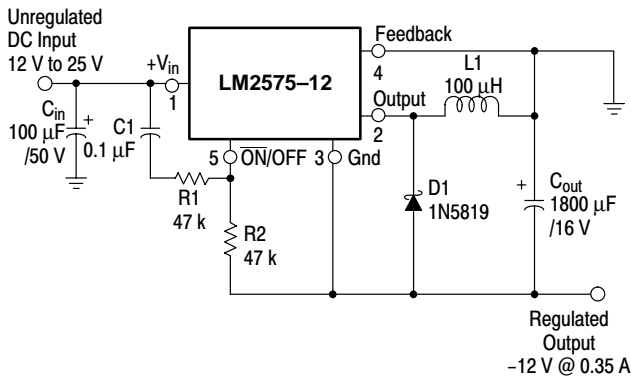 Unregulated
DC Input
12 V to 25 V
+Vin
1
LM2575–12
Feedback
4
Output
2
L1
100 μH
Cin
100 μF
/50 V
+
C1
0.1 μF
5
ON/OFF
3
Gnd
R1
47 k
R2
47 k
D1
1N5819
+
Cout
1800 μF
/16 V
Regulated
Output
–12 V @ 0.35 A